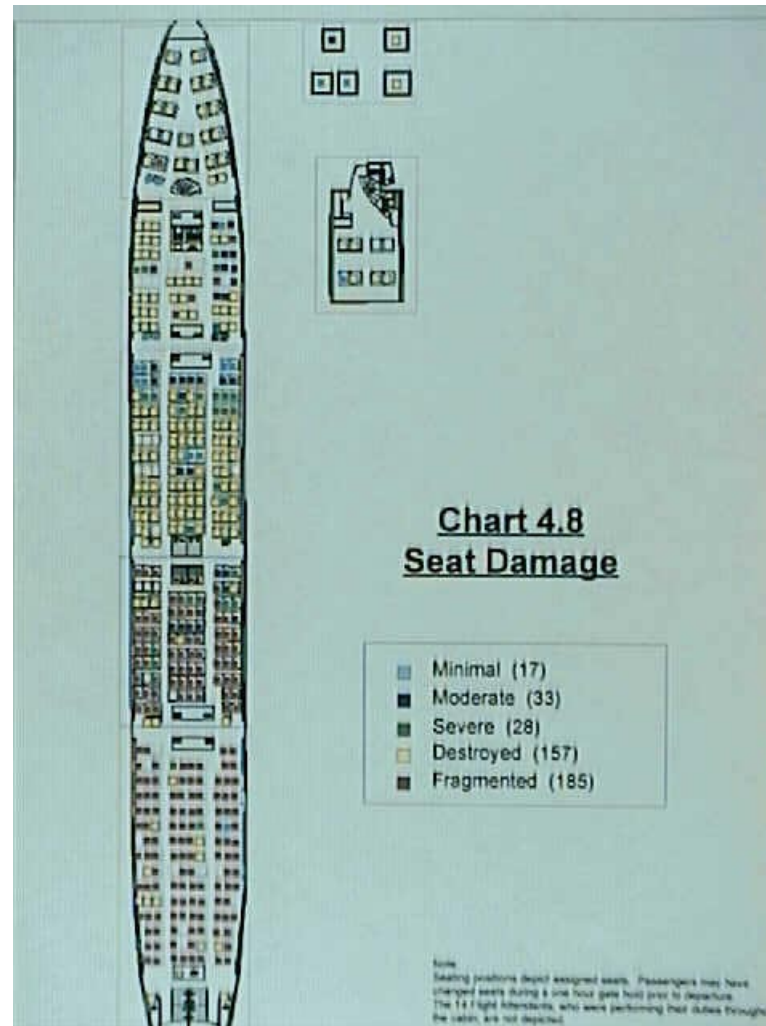 Chart 4.8
Seat Damage
Minimal (17)
Moderate (33)
Severe (28)
Destroyed (157)
Fragmented (185)
Note
Seating positions depict assigned seats. Passengers may have
changed seats during a one hour gate hold prior to departure.
The 14 Flight Attendants, who were performing their duties throughout
the cabin, are not depicted.